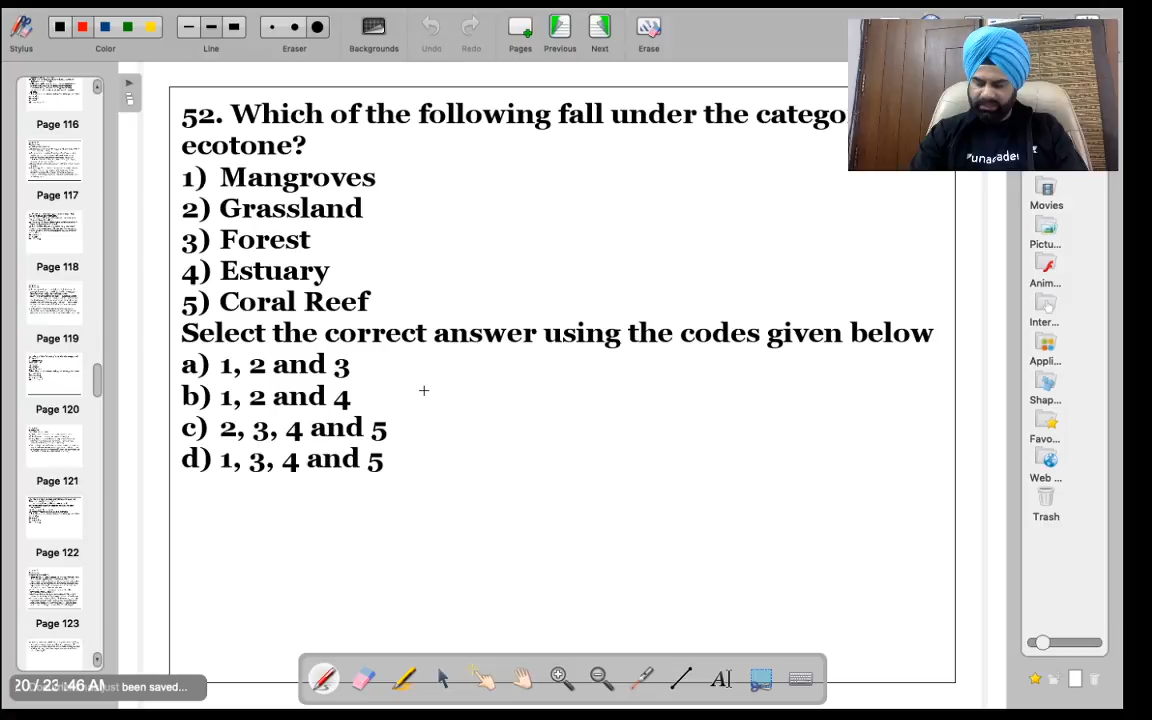 Stylus
Color
Line
Eraser
Backgrounds
Undo
Redo
Pages
Previous
Next
Erase
Page 116
Page 117
Page 118
Page 119
Page 120
Page 121
Page 122
Page 123
52. Which of the following fall under the catego
ecotone?
1) Mangroves
2) Grassland
3) Forest
4) Estuary
5) Coral Reef
Select the correct answer using the codes given below
a) 1, 2 and 3
b) 1, 2 and 4
c) 2, 3, 4 and 5
d) 1, 3, 4 and 5
Movies
Pictu...
Anim...
Inter...
Appli...
Shap...
Favo...
Web ...
Trash
been saved...